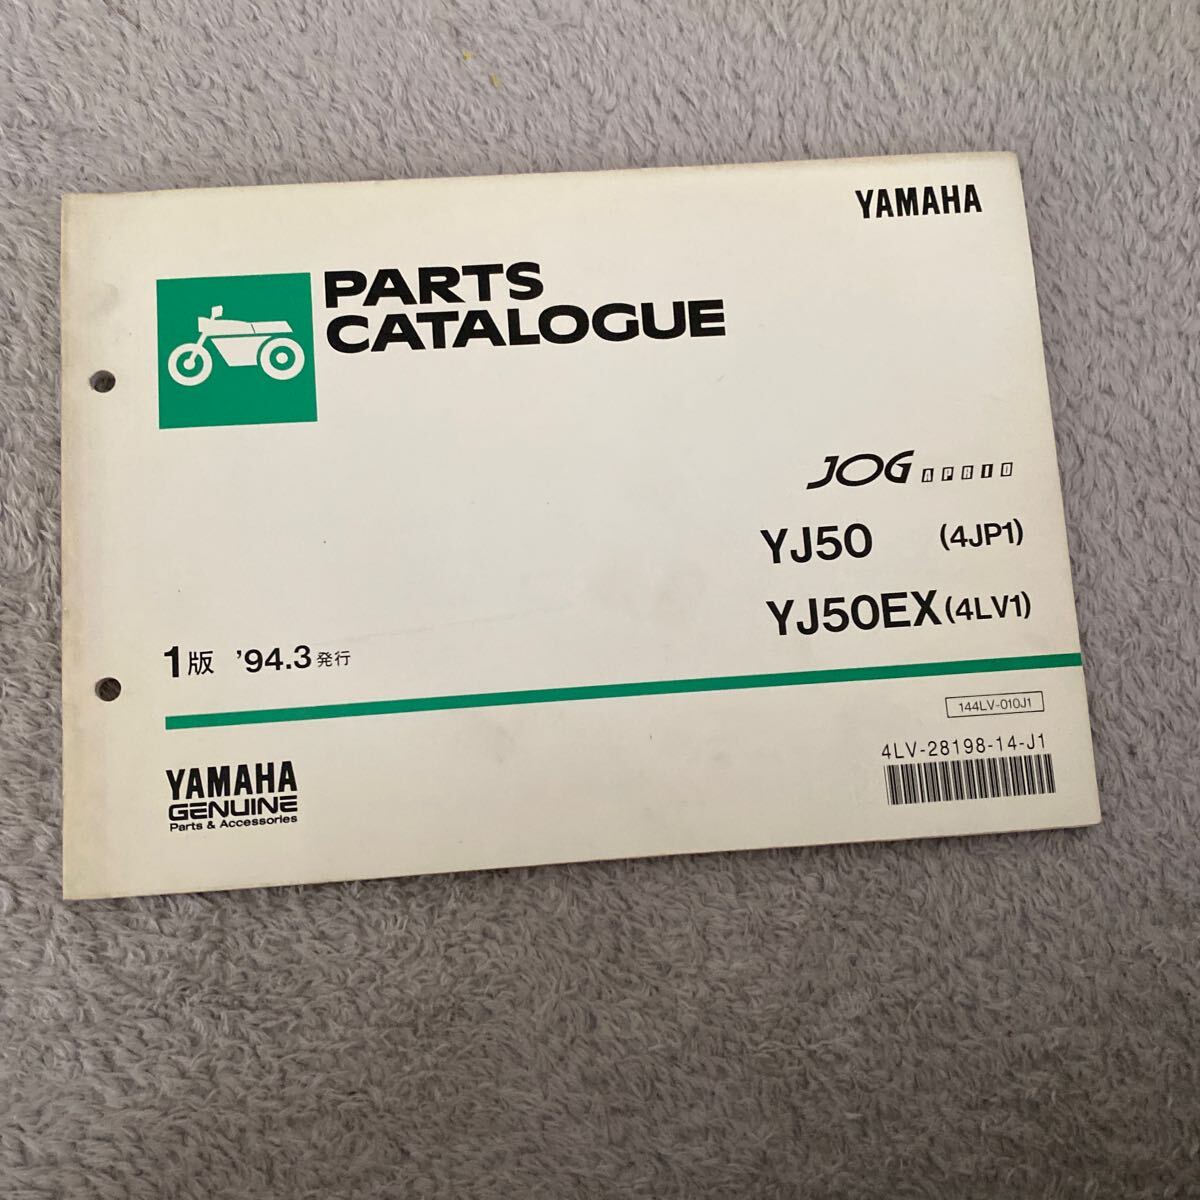 YAMAHA
PARTS
CATALOGUE
JOG APRIO
YJ50 (4JP1)
YJ50EX (4LV1)
1版 '94.3発行
144LV-010J1
4LV-28198-14-J1
YAMAHA
GENUINE
Parts & Accessories